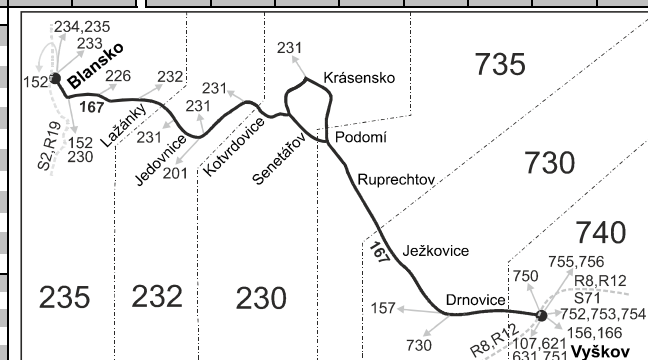 234,235
233
152
Blansko
226
232
167
231
231
231
231
201
152
230
S2,R19
Lažánky
Jedovnice
Kotvrdovice
Senetářov
Krásensko
Podomí
Ruprechtov
Ježkovice
167
Drnovice
157
730
R8,R12
750
755,756
R8,R12
S71
752,753,754
156,166
107,621
Vyškov
735
730
740
235
232
230